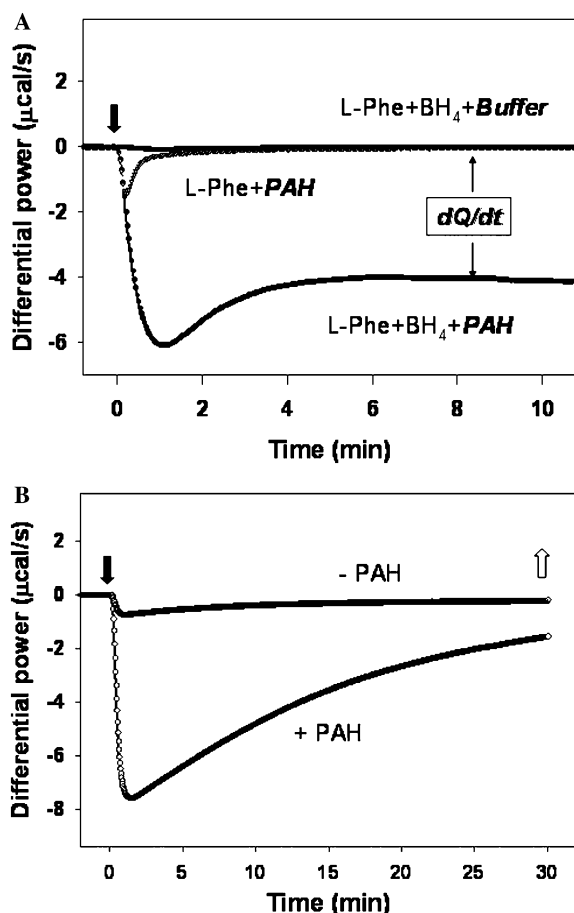 A
Differential power (μcal/s)
2
0
-2
-4
-6
L-Phe+BH₄+Buffer
L-Phe+PAH
dQ/dt
L-Phe+BH₄+PAH
0
2
4
6
8
10
Time (min)
B
Differential power (μcal/s)
2
0
-2
-4
-6
-8
- PAH
+ PAH
0
5
10
15
20
25
30
Time (min)